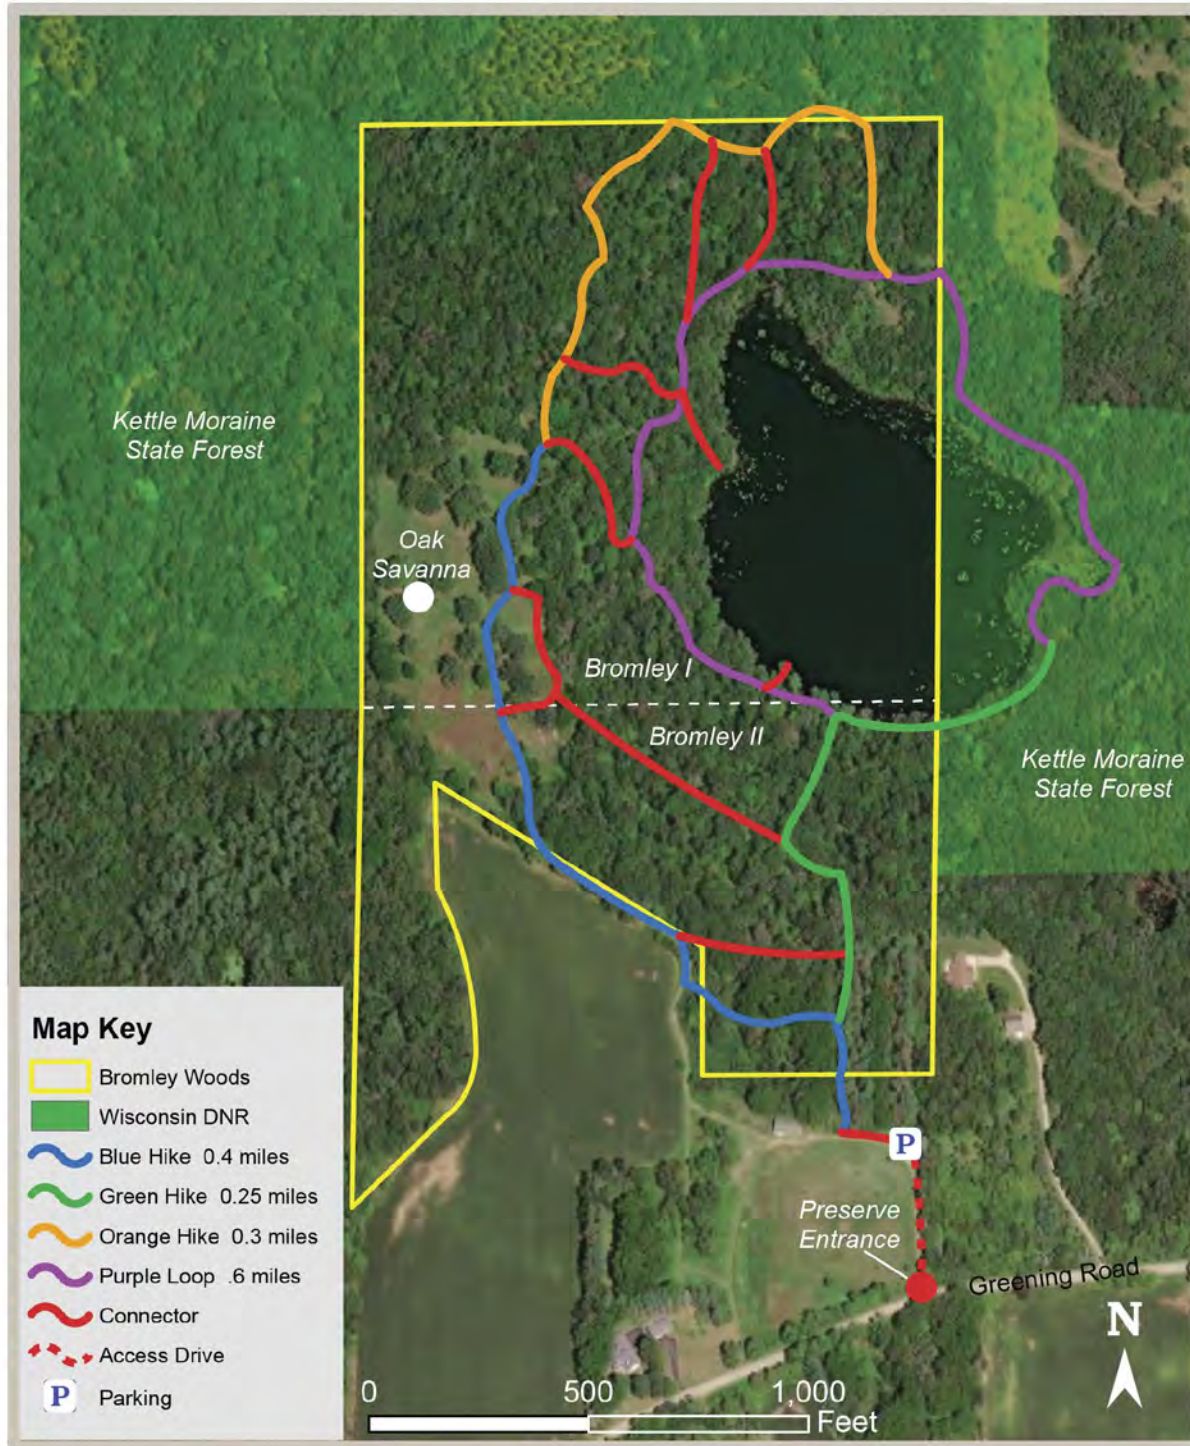 Kettle Moraine
State Forest
Oak
Savanna
Bromley I
Bromley II
Kettle Moraine
State Forest
Map Key
Bromley Woods
Wisconsin DNR
Blue Hike 0.4 miles
Green Hike 0.25 miles
Orange Hike 0.3 miles
Purple Loop .6 miles
Connector
Access Drive
P Parking
P
Preserve
Entrance
Greening Road
N
0 500 1,000
Feet